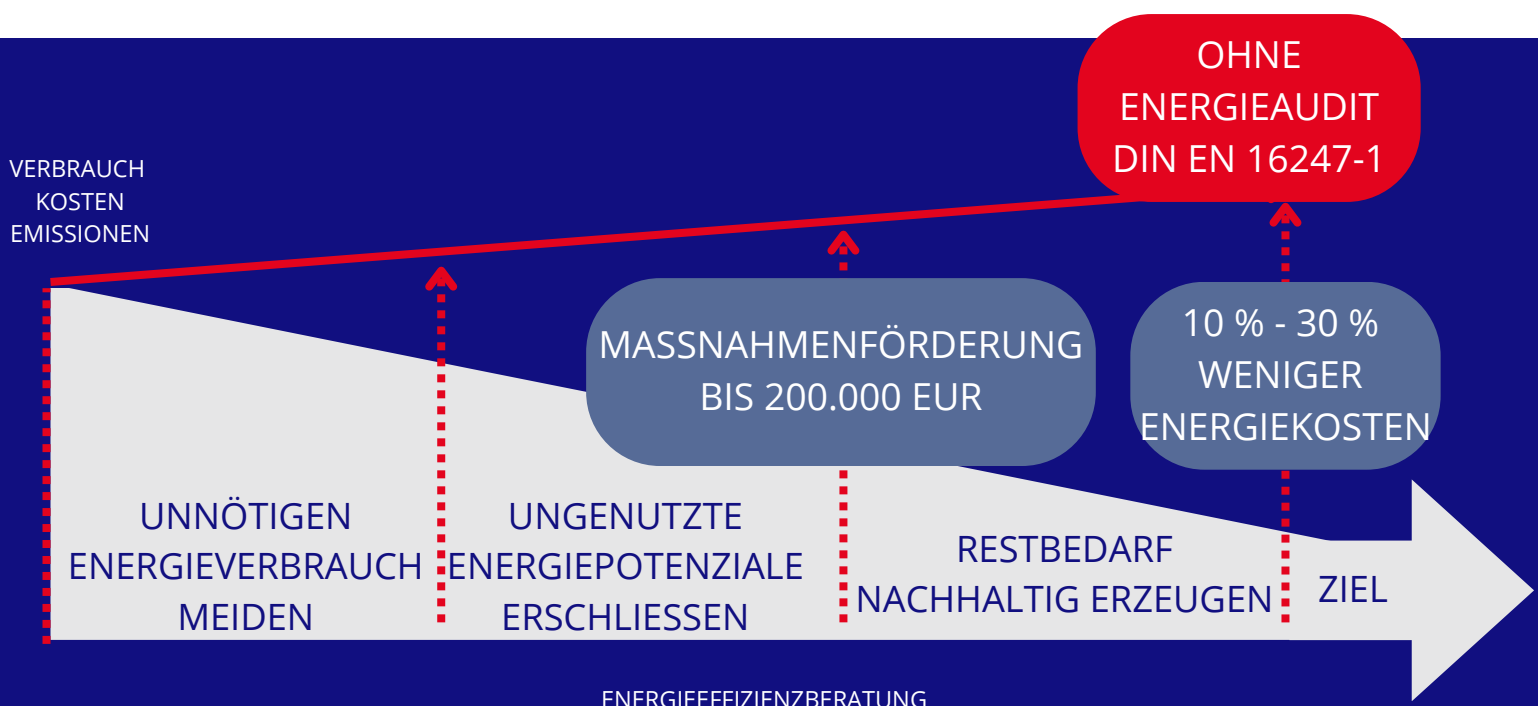 OHNE
ENERGIEAUDIT
DIN EN 16247-1
VERBRAUCH
KOSTEN
EMISSIONEN
MASSNAHMENFÖRDERUNG
BIS 200.000 EUR
10 % - 30 %
WENIGER
ENERGIEKOSTEN
UNNÖTIGEN
ENERGIEVERBRAUCH
MEIDEN
UNGENUTZTE
ENERGIEPOTENZIALE
ERSCHLIESSEN
RESTBEDARF
NACHHALTIG ERZEUGEN
ZIEL
ENERGIEEFFIZIENZBERATUNG